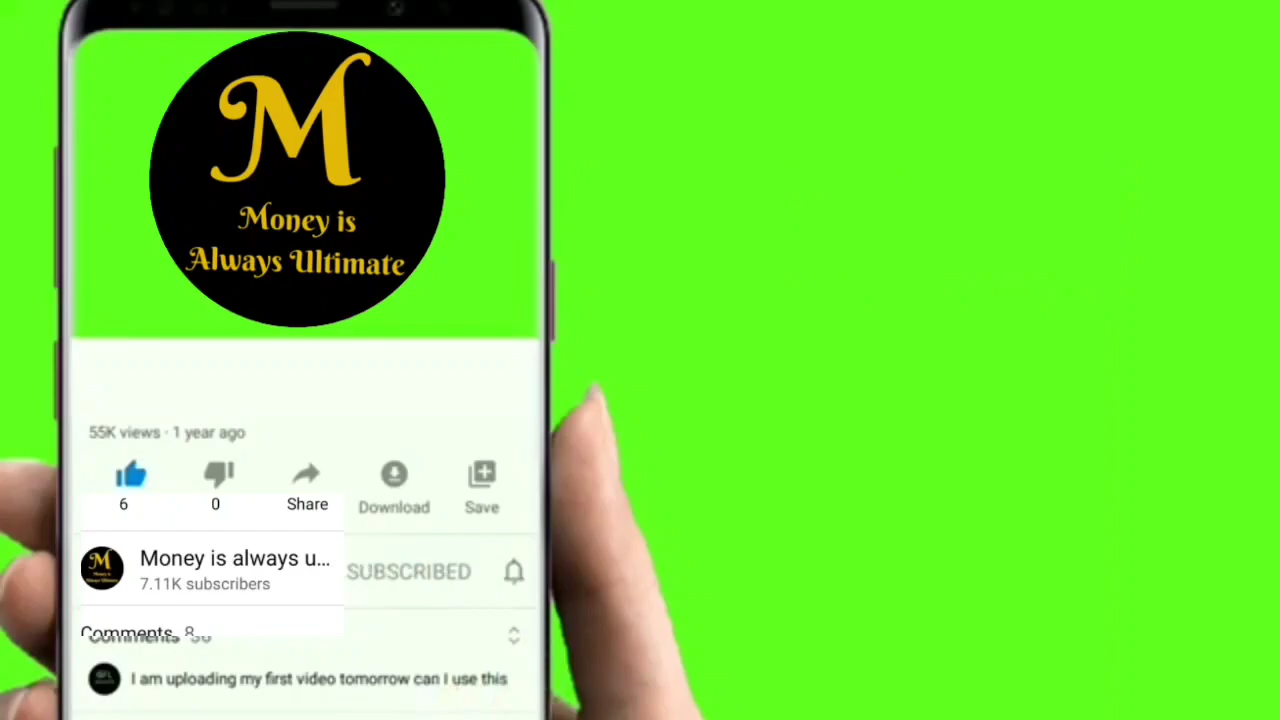 M
Money is
Always Ultimate
55K views · 1 year ago
6
0
Share
Download
Save
Money is always u...
7.11K subscribers
SUBSCRIBED
Comments 8
I am uploading my first video tomorrow can I use this